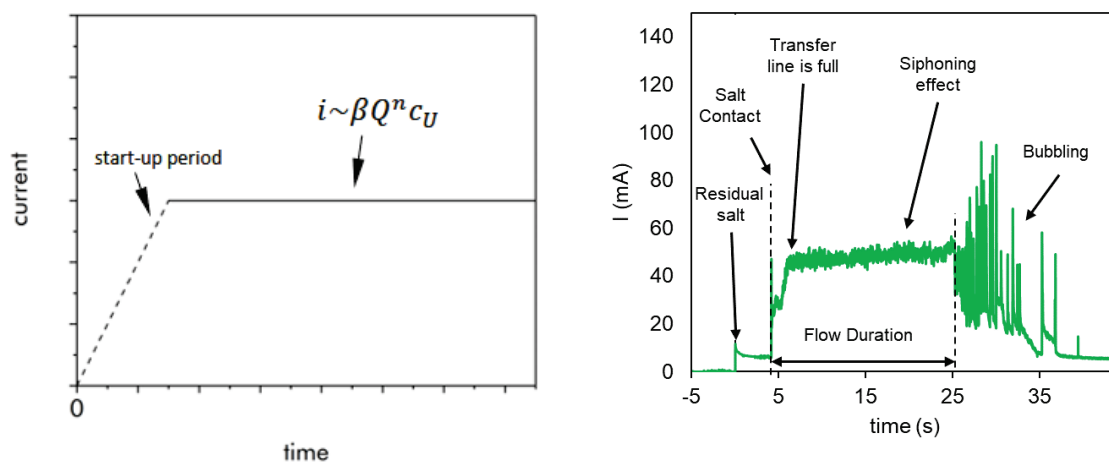 current
start-up period
i~βQⁿc_U
0
time
I (mA)
140
120
100
80
60
40
20
0
Salt
Contact
Residual
salt
Transfer
line is full
Siphoning
effect
Bubbling
Flow Duration
-5
5
15
25
35
time (s)